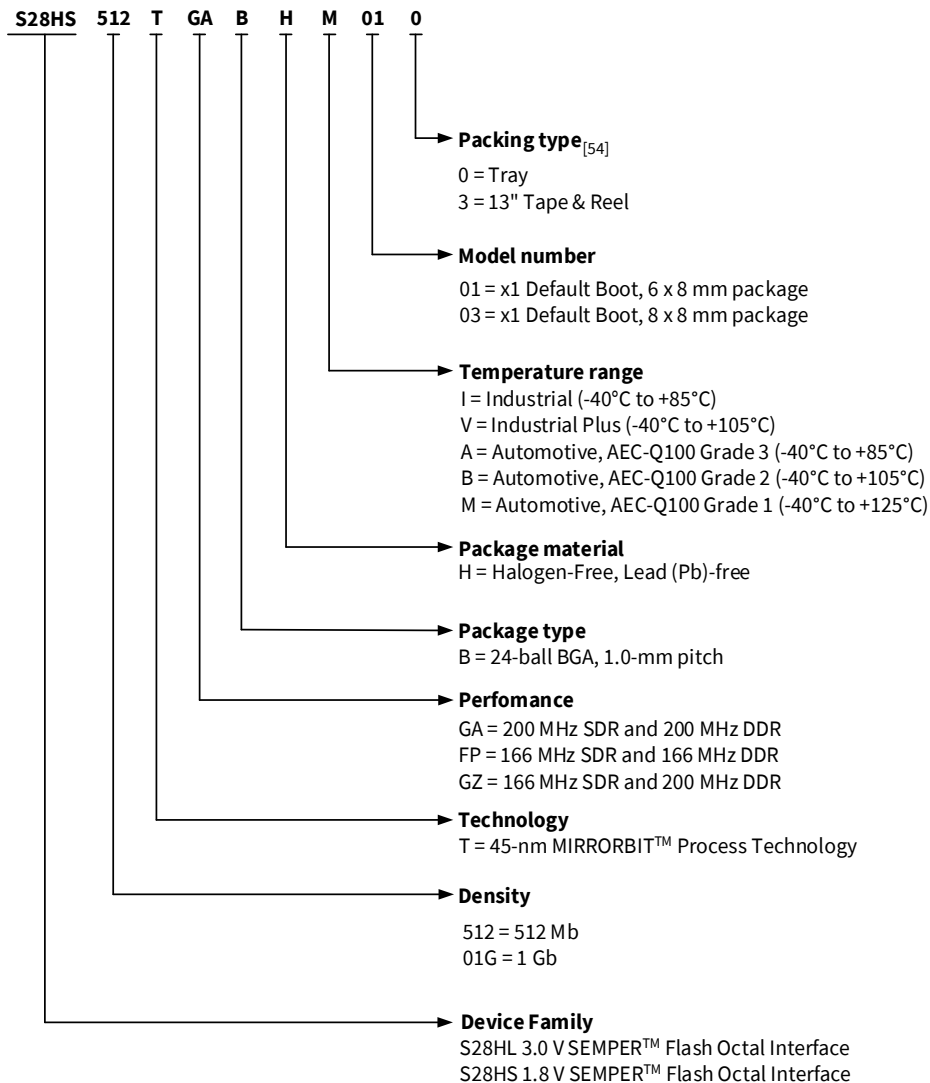 S28HS 512 T GA B H M 01 0
Packing type[54]
0 = Tray
3 = 13" Tape & Reel
Model number
01 = x1 Default Boot, 6 x 8 mm package
03 = x1 Default Boot, 8 x 8 mm package
Temperature range
I = Industrial (-40°C to +85°C)
V = Industrial Plus (-40°C to +105°C)
A = Automotive, AEC-Q100 Grade 3 (-40°C to +85°C)
B = Automotive, AEC-Q100 Grade 2 (-40°C to +105°C)
M = Automotive, AEC-Q100 Grade 1 (-40°C to +125°C)
Package material
H = Halogen-Free, Lead (Pb)-free
Package type
B = 24-ball BGA, 1.0-mm pitch
Perfomance
GA = 200 MHz SDR and 200 MHz DDR
FP = 166 MHz SDR and 166 MHz DDR
GZ = 166 MHz SDR and 200 MHz DDR
Technology
T = 45-nm MIRRORBIT™ Process Technology
Density
512 = 512 Mb
01G = 1 Gb
Device Family
S28HL 3.0 V SEMPER™ Flash Octal Interface
S28HS 1.8 V SEMPER™ Flash Octal Interface